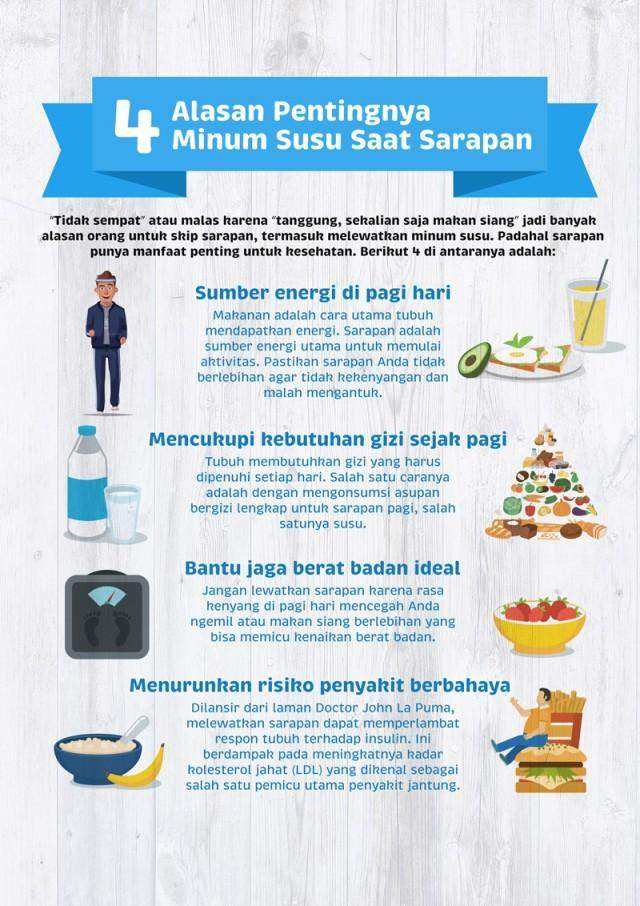 4 Alasan Pentingnya
Minum Susu Saat Sarapan
"Tidak sempat" atau malas karena "tanggung, sekalian saja makan siang" jadi banyak
alasan orang untuk skip sarapan, termasuk melewatkan minum susu. Padahal sarapan
punya manfaat penting untuk kesehatan. Berikut 4 di antaranya adalah:
Sumber energi di pagi hari
Makanan adalah cara utama tubuh
mendapatkan energi. Sarapan adalah
sumber energi utama untuk memulai
aktivitas. Pastikan sarapan Anda tidak
berlebihan agar tidak kekenyangan dan
malah mengantuk.
Mencukupi kebutuhan gizi sejak pagi
Tubuh membutuhkan gizi yang harus
dipenuhi setiap hari. Salah satu caranya
adalah dengan mengonsumsi asupan
bergizi lengkap untuk sarapan pagi, salah
satunya susu.
Bantu jaga berat badan ideal
Jangan lewatkan sarapan karena rasa
kenyang di pagi hari mencegah Anda
ngemil atau makan siang berlebihan yang
bisa memicu kenaikan berat badan.
Menurunkan risiko penyakit berbahaya
Dilansir dari laman Doctor John La Puma,
melewatkan sarapan dapat memperlambat
respon tubuh terhadap insulin. Ini
berdampak pada meningkatnya kadar
kolesterol jahat (LDL) yang dikenal sebagai
salah satu pemicu utama penyakit jantung.